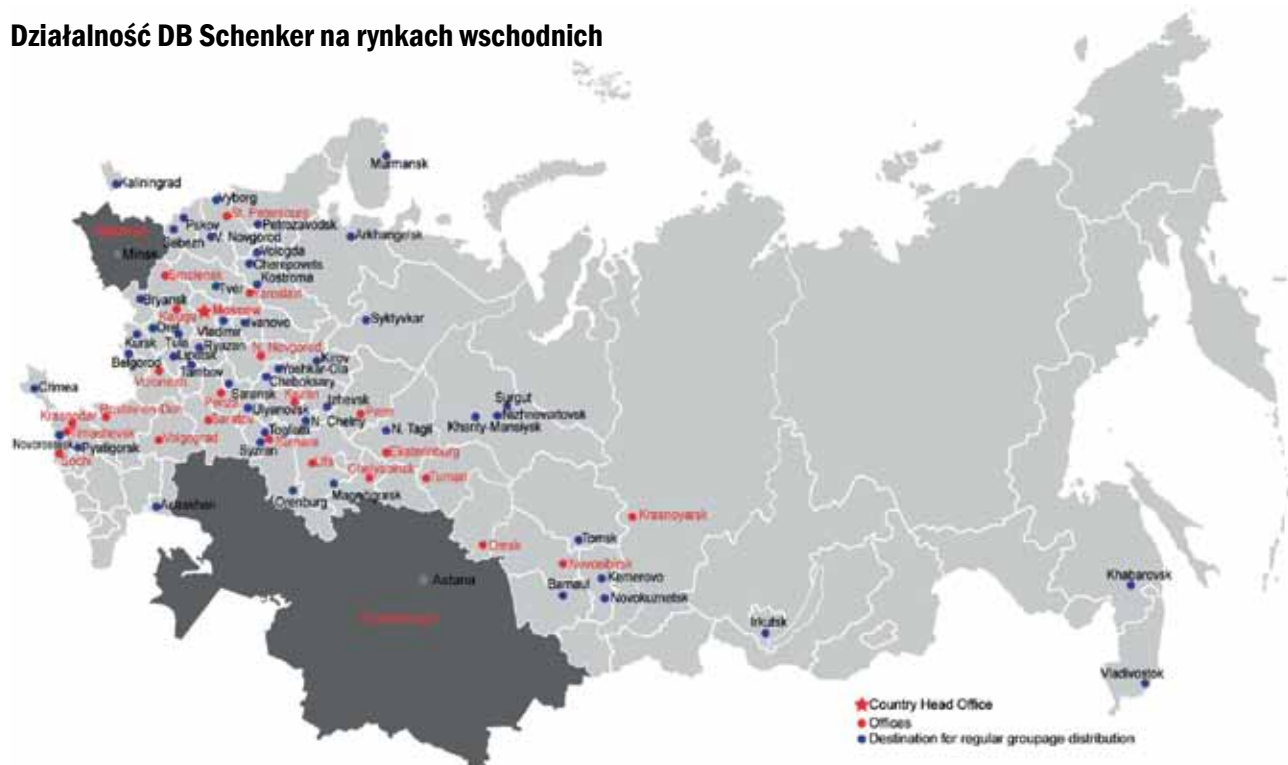 Działalność DB Schenker na rynkach wschodnich
Murmansk
Kaliningrad
Vyborg
St. Petersburg
Pskov
Petrozavodsk
V. Novgorod
Arkhangelsk
Sebezh
Belarus
Minsk
Vologda
Cherepovets
Smolensk
Kostroma
Tver
Yaroslavl
Bryansk
Kaluga
Moscow
Syktyvkar
Orel
Vladimir
Ivanovo
Kursk
Tula
Ryazan
N. Novgorod
Belgorod
Lipetsk
Kirov
Voronezh
Tambov
Yoshkar-Ola
Cheboksary
Crimea
Saransk
Kazan
Surgut
Penza
Izhevsk
Krasnodar
Rostov-on-Don
Ulyanovsk
Perm
Nizhnevartovsk
Timashevsk
Saratov
N. Chelny
Khanty-Mansiysk
Togliatti
N. Tagil
Novorossiysk
Volgograd
Samara
Pyatigorsk
Syzran
Ekaterinburg
Sochi
Ufa
Chelyabinsk
Tumen
Orenburg
Magnitogorsk
Astrakhan
Krasnoyarsk
Omsk
Tomsk
Novosibirsk
Astana
Kemerovo
Khabarovsk
Barnaul
Novokuznetsk
Irkutsk
Vladivostok
Country Head Office
Offices
Destination for regular groupage distribution